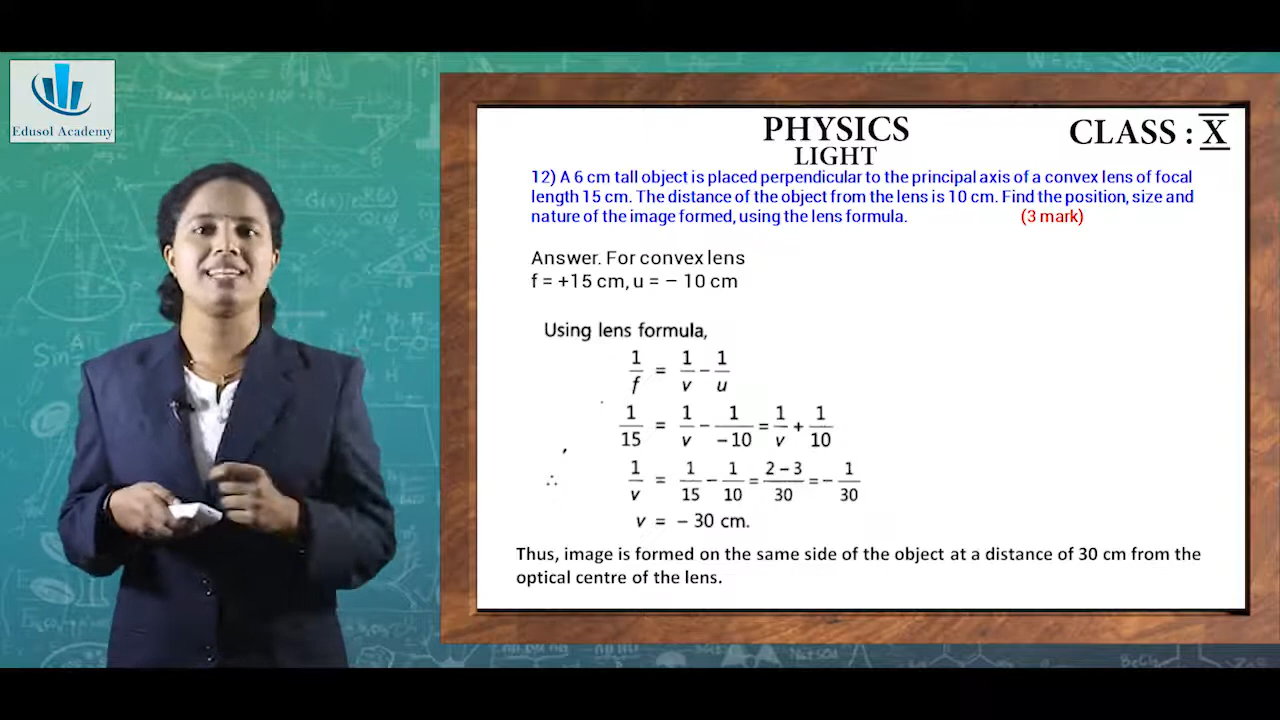 Edusol Academy
PHYSICS
CLASS : X
LIGHT
12) A 6 cm tall object is placed perpendicular to the principal axis of a convex lens of focal
length 15 cm. The distance of the object from the lens is 10 cm. Find the position, size and
nature of the image formed, using the lens formula. (3 mark)
Answer. For convex lens
f = +15 cm, u = – 10 cm
Using lens formula,
1/f = 1/v – 1/u
1/15 = 1/v – 1/–10 = 1/v + 1/10
∴ 1/v = 1/15 – 1/10 = 2–3/30 = – 1/30
v = – 30 cm.
Thus, image is formed on the same side of the object at a distance of 30 cm from the
optical centre of the lens.